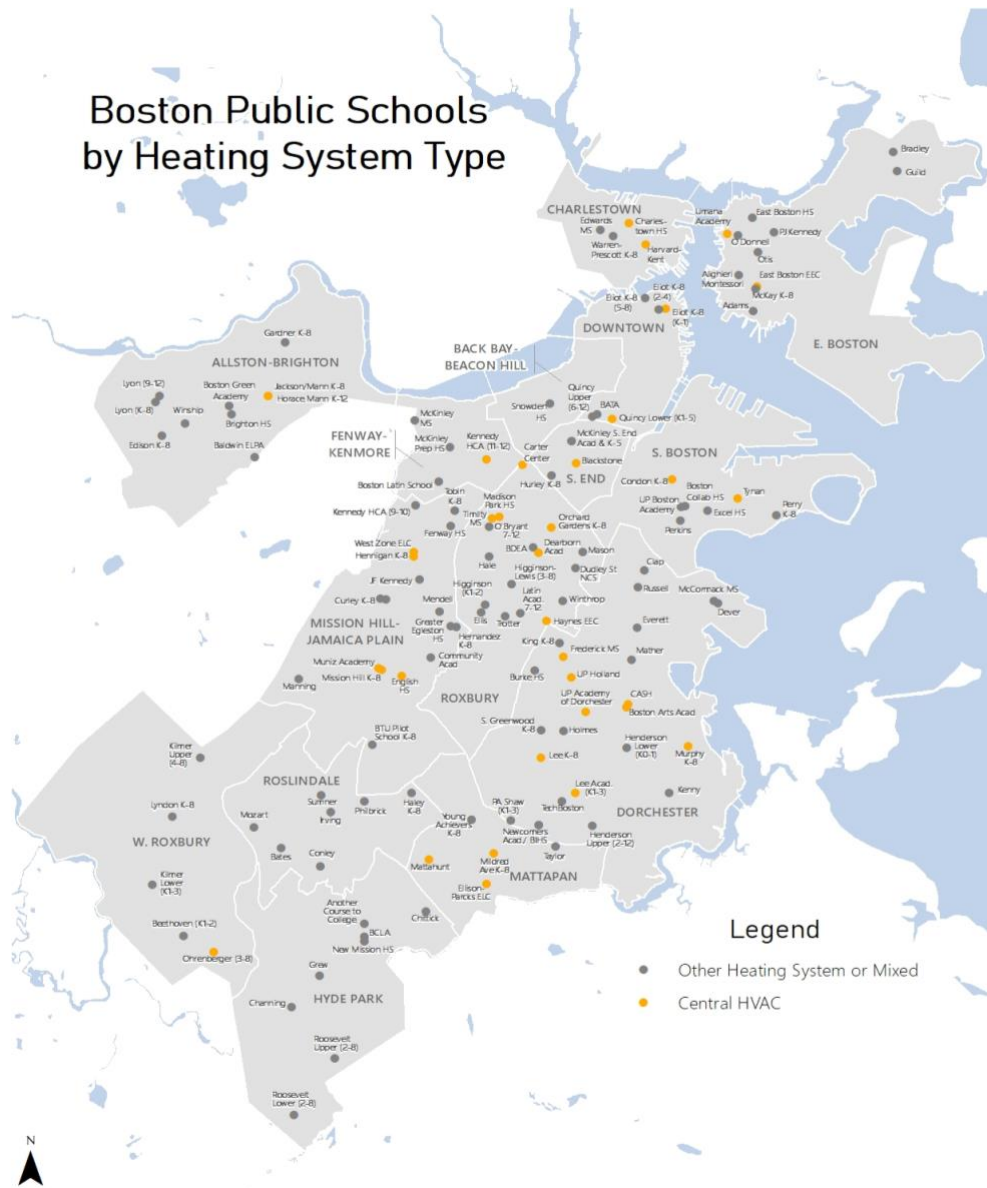 Boston Public Schools
by Heating System Type
Bradley
Guild
CHARLESTOWN
Edwards
MS
Charles-
town HS
Warren-
Prescott K-8
Harvard-
Kent
Umana
Academy
East Boston HS
O'Donnel
PJ Kennedy
Otis
Alighieri
Montessori
East Boston EEC
McKay K-8
Adams
E. BOSTON
Eliot K-8
(2-4)
Eliot K-8
(5-8)
Eliot K-8
(K-1)
DOWNTOWN
BACK BAY-
BEACON HILL
Gardner K-8
ALLSTON-BRIGHTON
Lyon (9-12)
Boston Green
Academy
Jackson/Mann K-8
Horace Mann K-12
Lyon (K-8)
Winship
Brighton HS
Edison K-8
Baldwin ELPA
Quincy
Upper
(6-12)
Snowden
HS
BATA
Quincy Lower (K1-5)
McKinley
MS
McKinley
Prep HS
McKinley S. End
Acad & K-5
FENWAY-
KENMORE
Kennedy
HCA (11-12)
Carter
Center
Blackstone
Hurley K-8
S. END
S. BOSTON
Condon K-8
Boston
Collab HS
UP Boston
Academy
Tynan
Excel HS
Perry
K-8
Perkins
Boston Latin School
Tobin
K-8
Madison
Park HS
Kennedy HCA (9-10)
Timilty
MS
O'Bryant
7-12
Orchard
Gardens K-8
Fenway HS
West Zone ELC
Hennigan K-8
BDEA
Dearborn
Acad
Mason
Hale
Clap
JF Kennedy
Higginson
(K1-2)
Higginson-
Lewis (3-8)
Dudley St
NCS
Russell
McCormack MS
Dever
Curley K-8
Mendell
Latin
Acad.
7-12
Winthrop
Ellis
Trotter
MISSION HILL-
JAMAICA PLAIN
Greater
Egleston
HS
Hernandez
K-8
Haynes EEC
Everett
King K-8
Frederick MS
Mather
Community
Acad
Muniz Academy
Mission Hill K-8
English
HS
Manning
Burke HS
UP Holland
ROXBURY
UP Academy
of Dorchester
CASH
Boston Arts Acad
BTU Pilot
School K-8
S. Greenwood
K-8
Holmes
Henderson
Lower
(K0-1)
Murphy
K-8
Kilmer
Upper
(4-8)
Lee K-8
ROSLINDALE
Lee Acad.
(K1-3)
Kenny
Lyndon K-8
Sumner
Irving
Philbrick
Haley
K-8
PA Shaw
(K1-3)
TechBoston
DORCHESTER
Mozart
Young
Achievers
K-8
Newcomers
Acad./ BIHS
Henderson
Upper (2-12)
W. ROXBURY
Bates
Conley
Taylor
Mattahunt
Mildred
Ave K-8
MATTAPAN
Kilmer
Lower
(K1-3)
Ellison-
Parks ELC
Another
Course to
College
Chittick
Beethoven (K1-2)
BCLA
New Mission HS
Ohrenberger (3-8)
Grew
HYDE PARK
Channing
Roosevelt
Upper (2-8)
Roosevelt
Lower (2-8)
Legend
Other Heating System or Mixed
Central HVAC
N